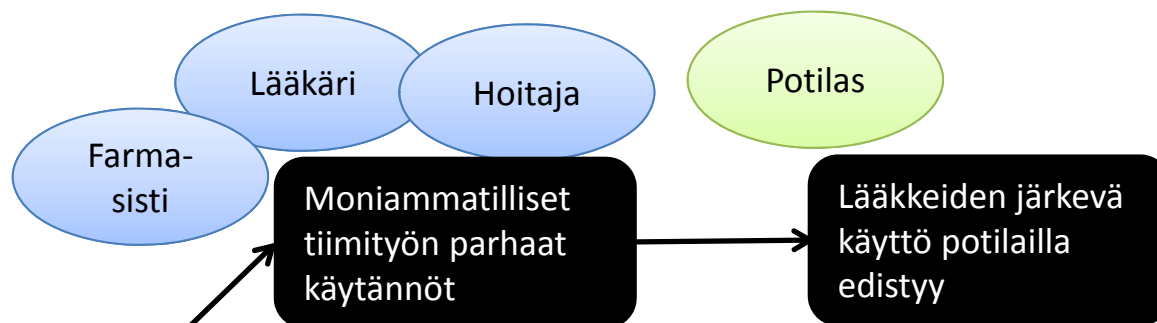 Lääkäri
Hoitaja
Potilas
Farma-
sisti
Moniammatilliset
tiimityön parhaat
käytännöt
Lääkkeiden järkevä
käyttö potilailla
edistyy